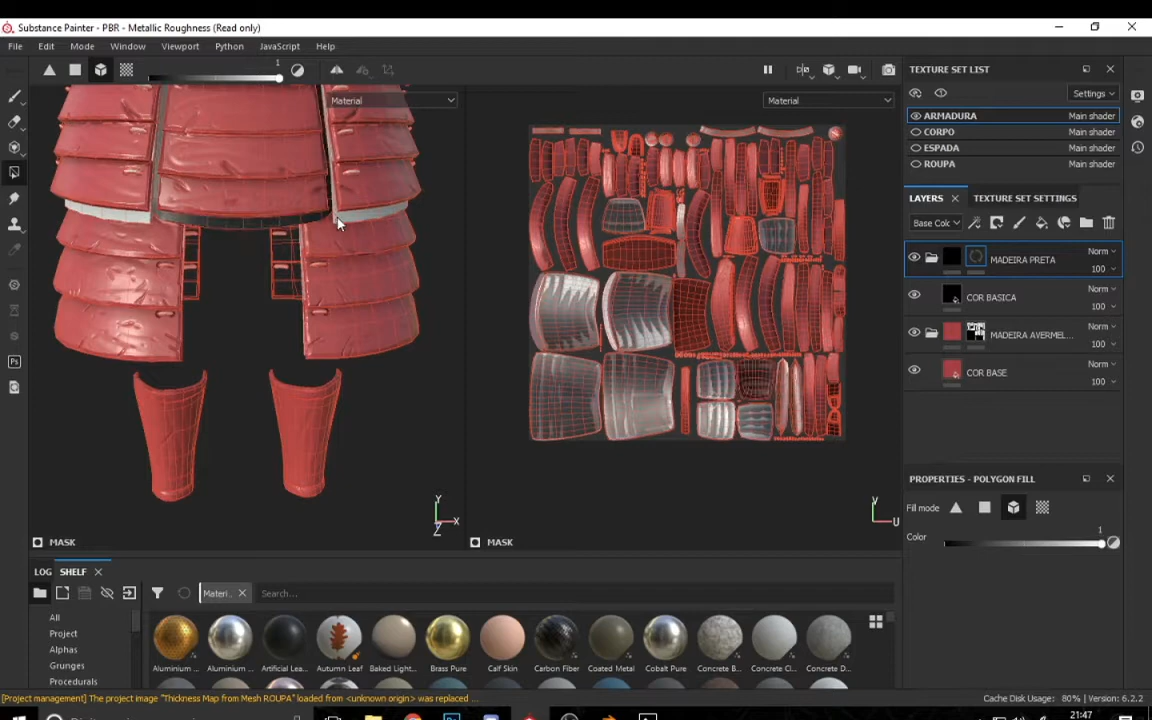 Substance Painter - PBR - Metallic Roughness (Read only)
File Edit Mode Window Viewport Python JavaScript Help
1
Material
Material
TEXTURE SET LIST
Settings
ARMADURA Main shader
CORPO Main shader
ESPADA Main shader
ROUPA Main shader
LAYERS TEXTURE SET SETTINGS
Base Col
MADEIRA PRETA Norm 100
COR BASICA Norm 100
MADEIRA AVERMEL... Norm 100
COR BASE Norm 100
PROPERTIES - POLYGON FILL
Fill mode
Color 1
Y
X
Z
V
U
MASK
MASK
LOG SHELF
Materi.. Search...
All
Project
Alphas
Grunges
Procedurals
Aluminium ... Aluminium ... Artificial Lea... Autumn Leaf Baked Light... Brass Pure Calf Skin Carbon Fiber Coated Metal Cobalt Pure Concrete B... Concrete Cl... Concrete D...
[Project management] The project image "Thickness Map from Mesh ROUPA" loaded from <unknown origin> was replaced ...
Cache Disk Usage: 80% | Version: 6.2.2
Ps
21:47